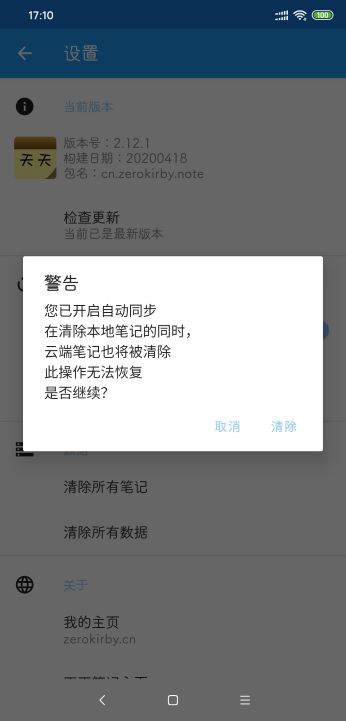 17:10
100
设置
当前版本
天天
版本号：2.12.1
构建日期：20200418
包名：cn.zerokirby.note
检查更新
当前已是最新版本
警告
您已开启自动同步
在清除本地笔记的同时，
云端笔记也将被清除
此操作无法恢复
是否继续？
取消
清除
清除所有笔记
清除所有数据
关于
我的主页
zerokirby.cn